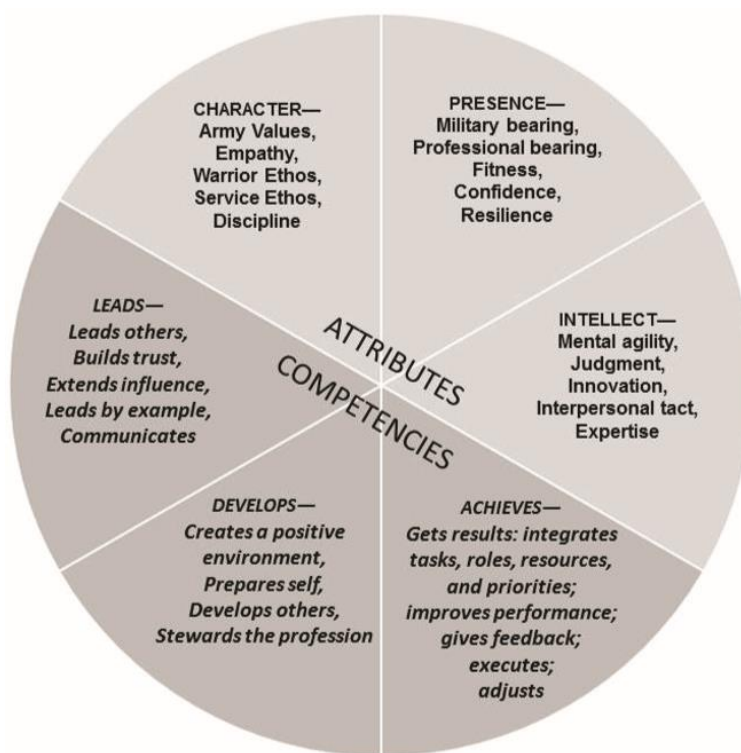 CHARACTER—
Army Values,
Empathy,
Warrior Ethos,
Service Ethos,
Discipline
PRESENCE—
Military bearing,
Professional bearing,
Fitness,
Confidence,
Resilience
INTELLECT—
Mental agility,
Judgment,
Innovation,
Interpersonal tact,
Expertise
ATTRIBUTES
COMPETENCIES
LEADS—
Leads others,
Builds trust,
Extends influence,
Leads by example,
Communicates
DEVELOPS—
Creates a positive
environment,
Prepares self,
Develops others,
Stewards the profession
ACHIEVES—
Gets results: integrates
tasks, roles, resources,
and priorities;
improves performance;
gives feedback;
executes;
adjusts